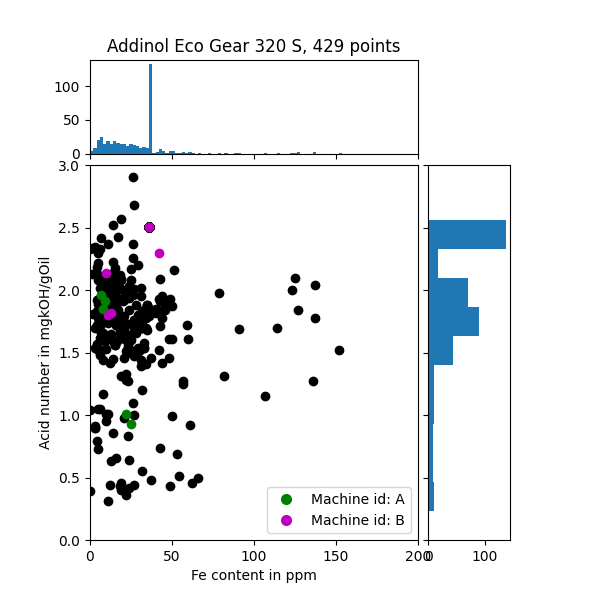 Addinol Eco Gear 320 S, 429 points
100
50
0
3.0
2.5
2.0
1.5
1.0
0.5
0.0
Acid number in mgkOH/gOil
Machine id: A
Machine id: B
0 50 100 150 200
0 100
Fe content in ppm